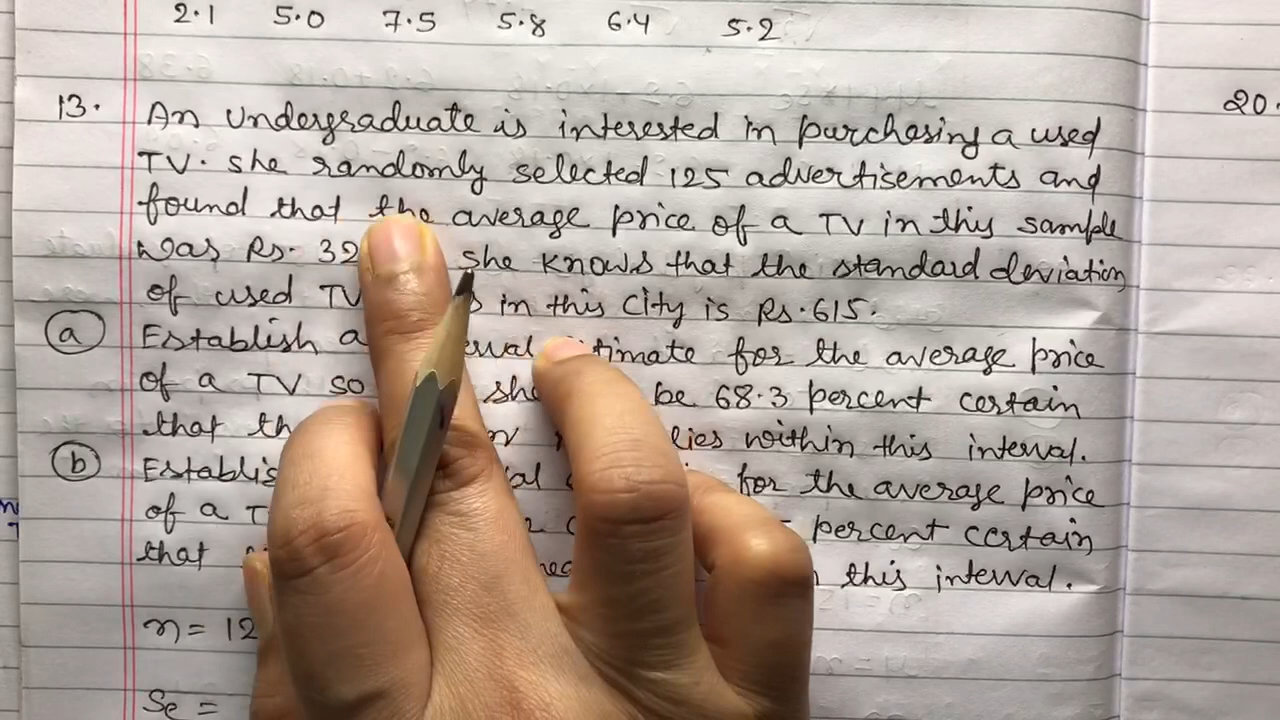 2.1 5.0 7.5 5.8 6.4 5.2
13. An undergraduate is interested in purchasing a used
20.
TV. she randomly selected 125 advertisements and
found that the average price of a TV in this sample
was Rs. 32 she knows that the standard deviation
of used TV in this city is Rs. 615.
(a) Establish a estimate for the average price
of a TV so she be 68.3 percent certain
that lies within this interval.
(b) for the average price
of a percent certain
that this interval.
n = 12
Se =